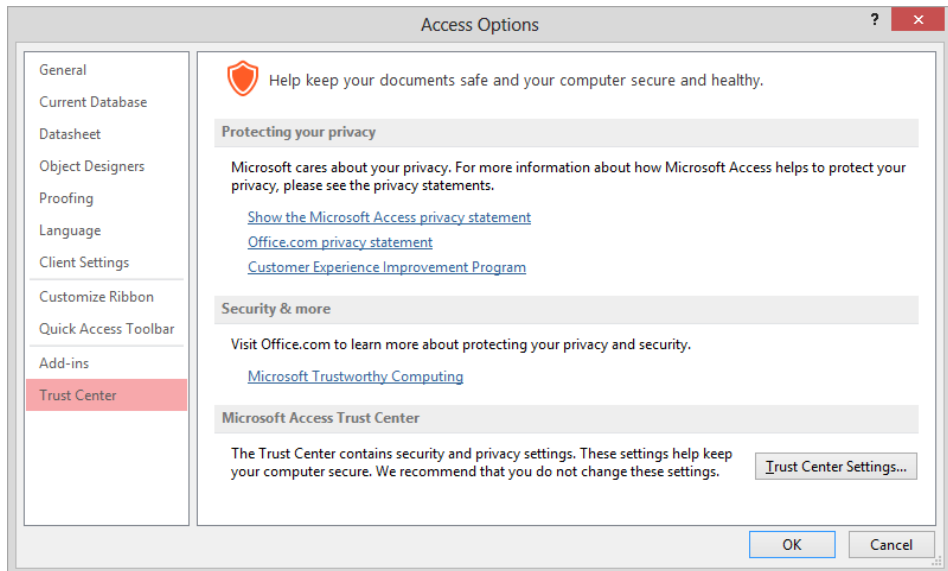 Access Options
?
×
General
Current Database
Datasheet
Object Designers
Proofing
Language
Client Settings
Customize Ribbon
Quick Access Toolbar
Add-ins
Trust Center
Help keep your documents safe and your computer secure and healthy.
Protecting your privacy
Microsoft cares about your privacy. For more information about how Microsoft Access helps to protect your
privacy, please see the privacy statements.
Show the Microsoft Access privacy statement
Office.com privacy statement
Customer Experience Improvement Program
Security & more
Visit Office.com to learn more about protecting your privacy and security.
Microsoft Trustworthy Computing
Microsoft Access Trust Center
The Trust Center contains security and privacy settings. These settings help keep
your computer secure. We recommend that you do not change these settings.
Trust Center Settings...
OK
Cancel